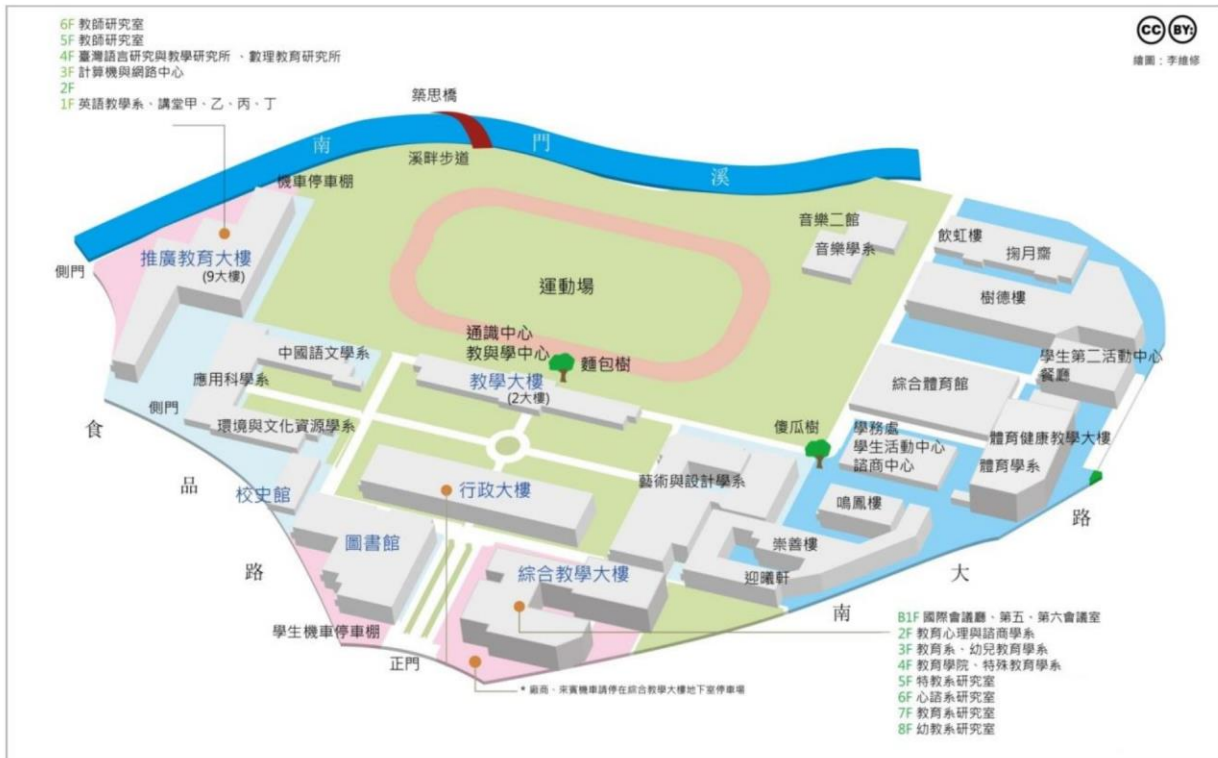 6F 教師研究室
5F 教師研究室
4F 臺灣語言研究與教學研究所 、數理教育研究所
3F 計算機與網路中心
2F
1F 英語教學系、講堂甲、乙、丙、丁
CC BY:
繪圖：李維修
築思橋
南門溪
溪畔步道
機車停車棚
側門
推廣教育大樓
(9大樓)
音樂二館
音樂學系
飲虹樓
掬月齋
樹德樓
運動場
通識中心
教與學中心
麵包樹
教學大樓
(2大樓)
中國語文學系
應用科學系
側門
環境與文化資源學系
學生第二活動中心
餐廳
綜合體育館
傻瓜樹
學務處
學生活動中心
諮商中心
體育健康教學大樓
體育學系
食品路
校史館
行政大樓
藝術與設計學系
鳴鳳樓
圖書館
綜合教學大樓
崇善樓
迎曦軒
南大路
學生機車停車棚
正門
* 廠商、來賓機車請停在綜合教學大樓地下室停車場
B1F 國際會議廳、第五、第六會議室
2F 教育心理與諮商學系
3F 教育系、幼兒教育學系
4F 教育學院、特殊教育學系
5F 特教系研究室
6F 心諮系研究室
7F 教育系研究室
8F 幼教系研究室